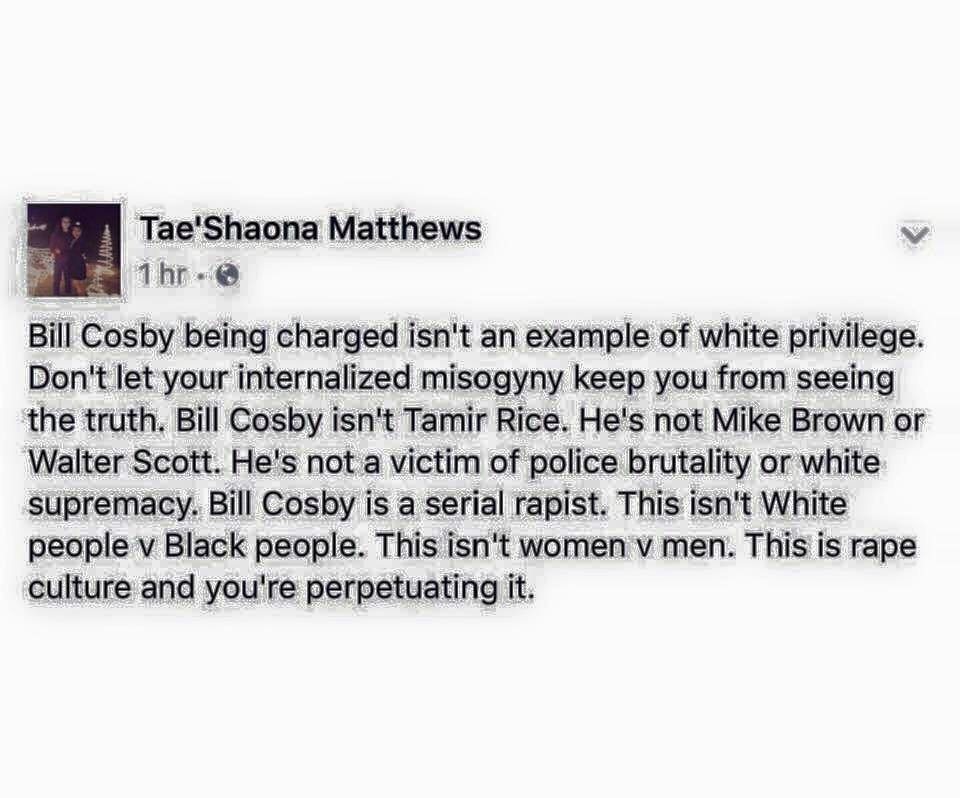 Tae'Shaona Matthews
1 hr ·
Bill Cosby being charged isn't an example of white privilege.
Don't let your internalized misogyny keep you from seeing
the truth. Bill Cosby isn't Tamir Rice. He's not Mike Brown or
Walter Scott. He's not a victim of police brutality or white
supremacy. Bill Cosby is a serial rapist. This isn't White
people v Black people. This isn't women v men. This is rape
culture and you're perpetuating it.